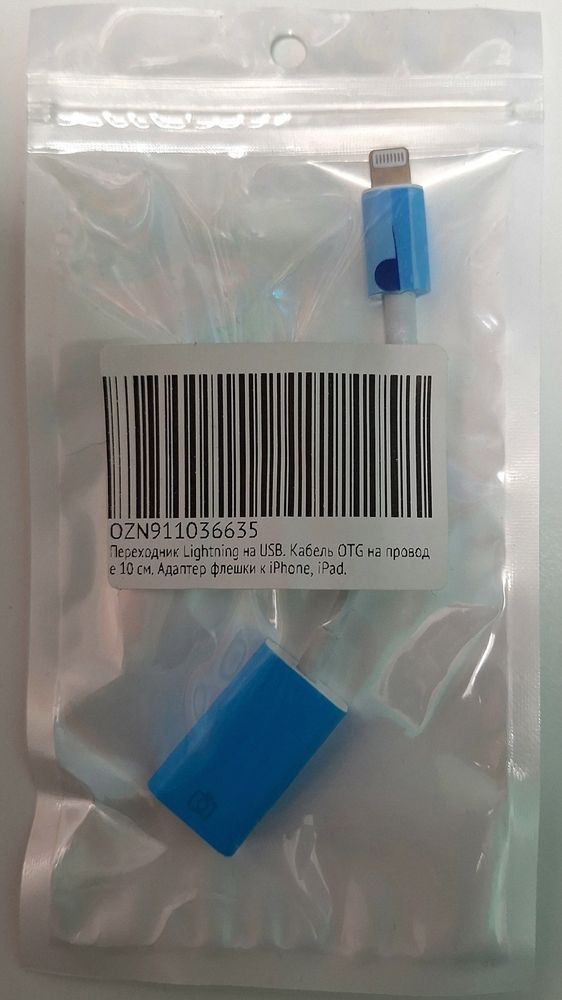 OZN911036635
Переходник Lightning на USB. Кабель OTG на провод
е 10 см. Адаптер флешки к iPhone, iPad.